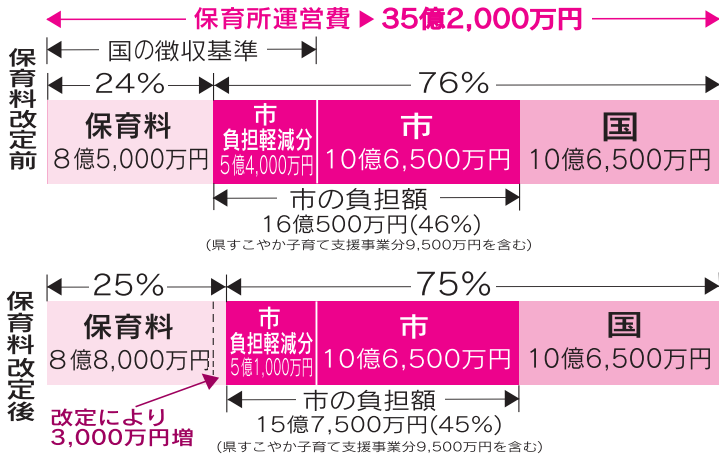 保育所運営費▶35億2,000万円
国の徴収基準
保育料改定前
24%
76%
保育料
8億5,000万円
市
負担軽減分
5億4,000万円
市
10億6,500万円
国
10億6,500万円
市の負担額
16億500万円(46%)
(県すこやか子育て支援事業分9,500万円を含む)
保育料改定後
25%
75%
保育料
8億8,000万円
市
負担軽減分
5億1,000万円
市
10億6,500万円
国
10億6,500万円
改定により
3,000万円増
市の負担額
15億7,500万円(45%)
(県すこやか子育て支援事業分9,500万円を含む)